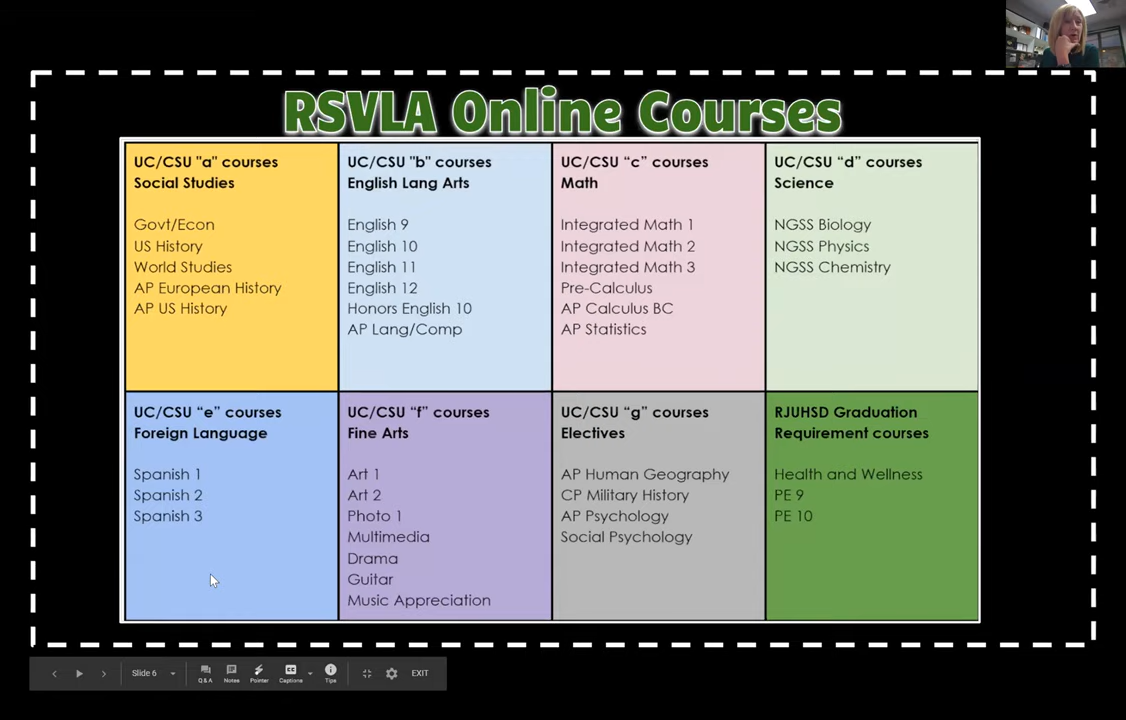 RSVLA Online Courses
UC/CSU "a" courses
Social Studies
Govt/Econ
US History
World Studies
AP European History
AP US History
UC/CSU "b" courses
English Lang Arts
English 9
English 10
English 11
English 12
Honors English 10
AP Lang/Comp
UC/CSU “c” courses
Math
Integrated Math 1
Integrated Math 2
Integrated Math 3
Pre-Calculus
AP Calculus BC
AP Statistics
UC/CSU “d” courses
Science
NGSS Biology
NGSS Physics
NGSS Chemistry
UC/CSU “e” courses
Foreign Language
Spanish 1
Spanish 2
Spanish 3
UC/CSU “f” courses
Fine Arts
Art 1
Art 2
Photo 1
Multimedia
Drama
Guitar
Music Appreciation
UC/CSU “g” courses
Electives
AP Human Geography
CP Military History
AP Psychology
Social Psychology
RJUHSD Graduation
Requirement courses
Health and Wellness
PE 9
PE 10
Slide 6
Q&A
Notes
Pointer
CC
Captions
Tips
EXIT